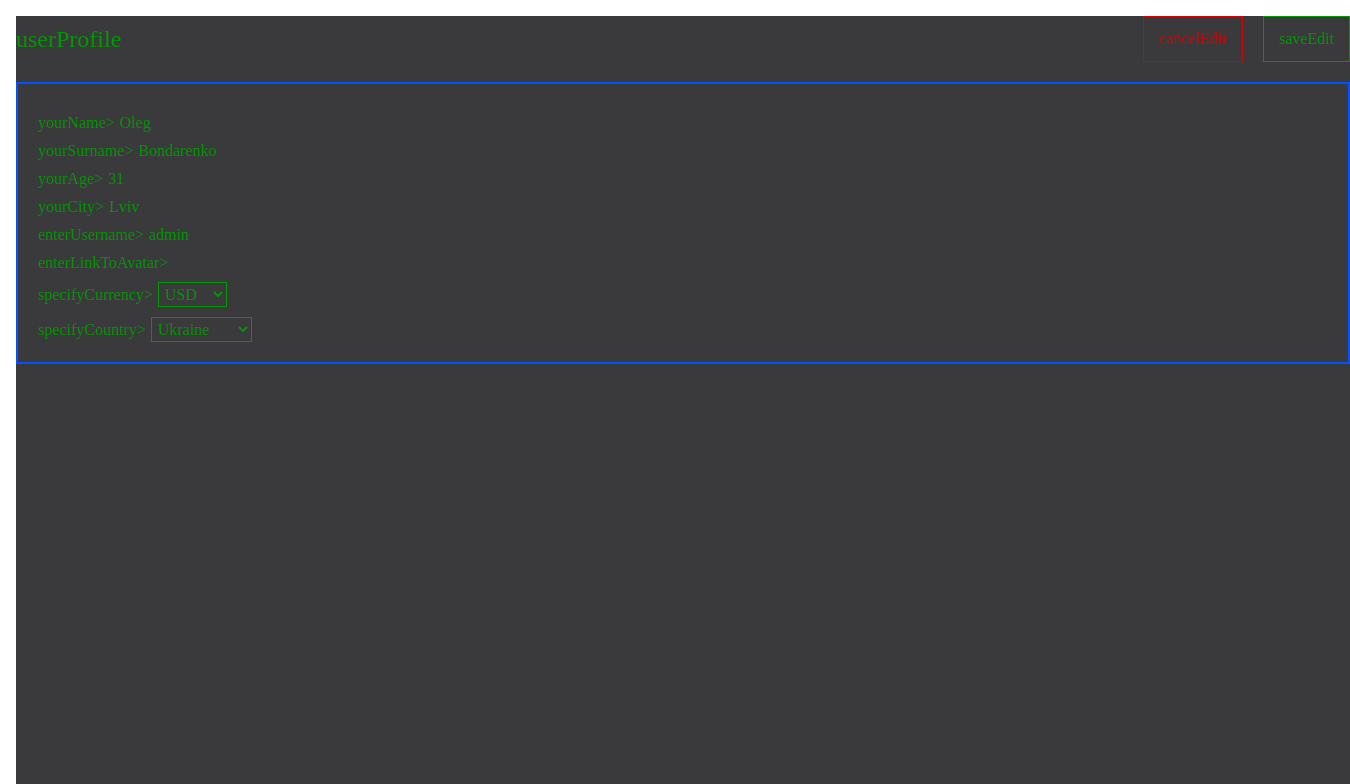 userProfile cancelEdit saveEdit
yourName> Oleg
yourSurname> Bondarenko
yourAge> 31
yourCity> Lviv
enterUsername> admin
enterLinkToAvatar>
specifyCurrency> USD
specifyCountry> Ukraine